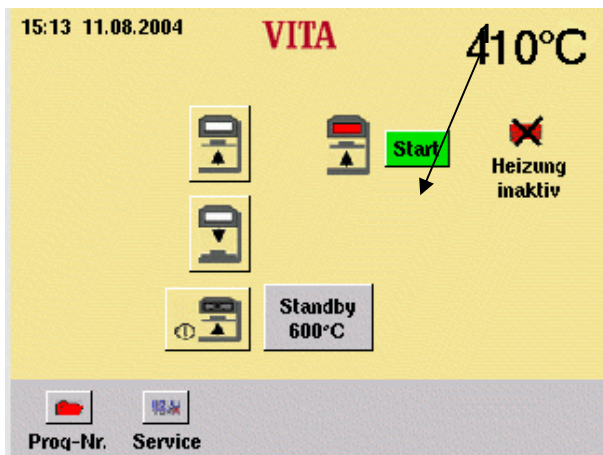 15:13 11.08.2004
VITA
410°C
Start
Heizung
inaktiv
Standby
600°C
Prog-Nr.
Service